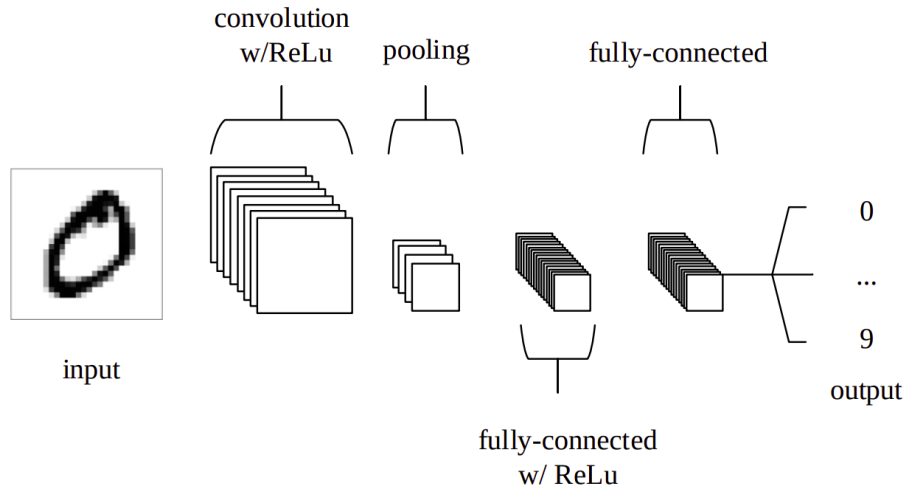 convolution
w/ReLu
pooling
fully-connected
0
...
9
input
output
fully-connected
w/ ReLu